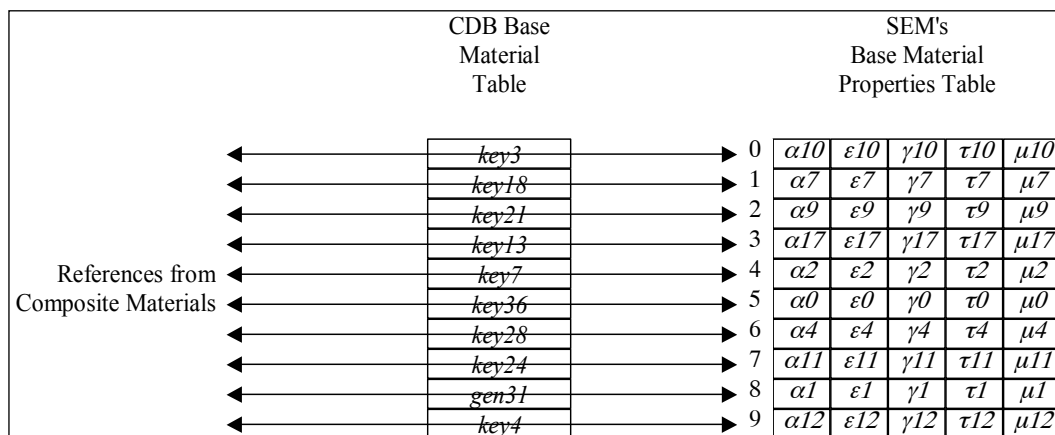 CDB Base
Material
Table
SEM's
Base Material
Properties Table
References from
Composite Materials
key3 0 α10 ε10 γ10 τ10 μ10
key18 1 α7 ε7 γ7 τ7 μ7
key21 2 α9 ε9 γ9 τ9 μ9
key13 3 α17 ε17 γ17 τ17 μ17
key7 4 α2 ε2 γ2 τ2 μ2
key36 5 α0 ε0 γ0 τ0 μ0
key28 6 α4 ε4 γ4 τ4 μ4
key24 7 α11 ε11 γ11 τ11 μ11
gen31 8 α1 ε1 γ1 τ1 μ1
key4 9 α12 ε12 γ12 τ12 μ12